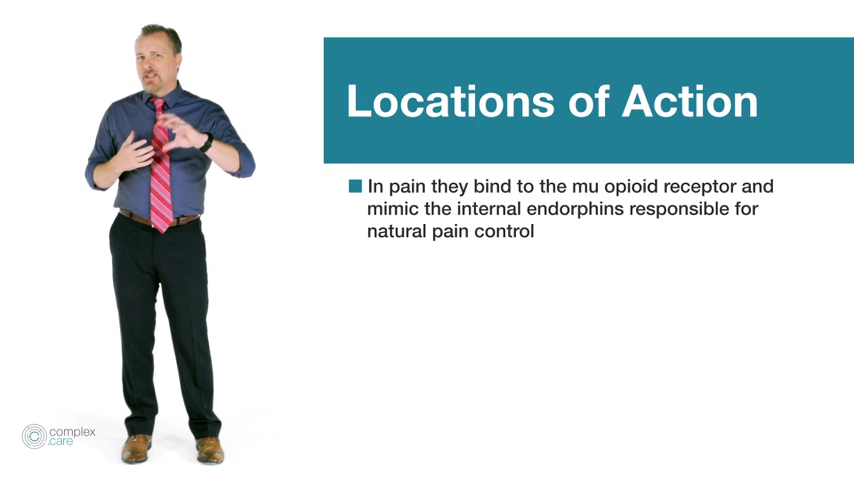 Locations of Action
In pain they bind to the mu opioid receptor and
mimic the internal endorphins responsible for
natural pain control
complex
.care